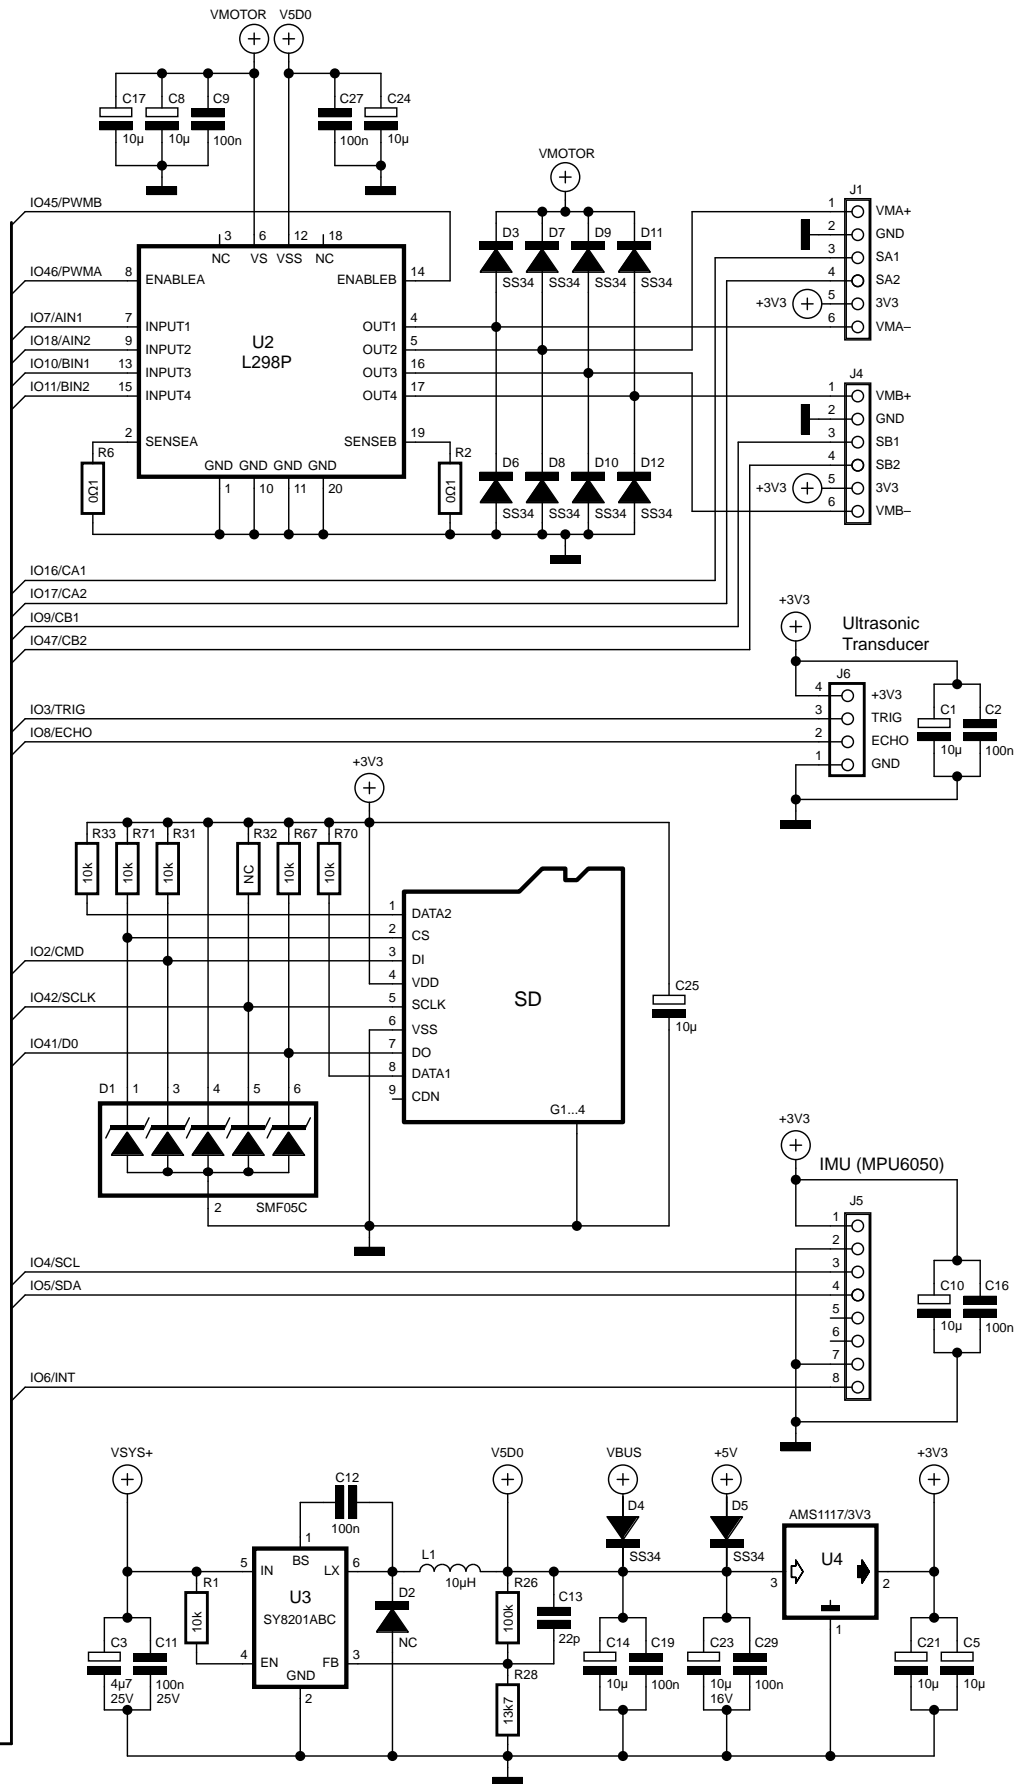 VMOTOR V5D0
C17 C8 C9 C27 C24
10µ 10µ 100n 100n 10µ
VMOTOR
J1
IO45/PWMB
1 VMA+
2 GND
3 SA1
4 SA2
+3V3 5 3V3
6 VMA–
3 6 12 18
NC VS VSS NC
D3 D7 D9 D11
SS34 SS34 SS34 SS34
IO46/PWMA 8 ENABLEA ENABLEB 14
IO7/AIN1 7 INPUT1 OUT1 4
IO18/AIN2 9 INPUT2 OUT2 5
IO10/BIN1 13 INPUT3 OUT3 16
IO11/BIN2 15 INPUT4 OUT4 17
U2
L298P
J4
1 VMB+
2 GND
3 SB1
4 SB2
+3V3 5 3V3
6 VMB–
2 SENSEA SENSEB 19
R6 R2
0Ω1 0Ω1
GND GND GND GND
1 10 11 20
D6 D8 D10 D12
SS34 SS34 SS34 SS34
IO16/CA1
IO17/CA2
IO9/CB1
IO47/CB2
+3V3
Ultrasonic
Transducer
J6
4 +3V3
3 TRIG
2 ECHO
1 GND
C1 C2
10µ 100n
IO3/TRIG
IO8/ECHO
+3V3
R33 R71 R31 R32 R67 R70
10k 10k 10k NC 10k 10k
1 DATA2
2 CS
3 DI
4 VDD
5 SCLK
6 VSS
7 DO
8 DATA1
9 CDN
SD
G1...4
C25
10µ
IO2/CMD
IO42/SCLK
IO41/D0
D1 1 3 4 5 6
2 SMF05C
+3V3
IMU (MPU6050)
J5
1
2
3
4
5
6
7
8
C10 C16
10µ 100n
IO4/SCL
IO5/SDA
IO6/INT
VSYS+ V5D0 VBUS +5V +3V3
C12
100n
1
BS
5 IN LX 6
U3
SY8201ABC
4 EN FB 3
GND
2
R1
10k
C3 C11
4µ7 100n
25V 25V
L1
10µH
D2
NC
R26
100k
C13
22p
R28
13k7
D4 D5
SS34 SS34
AMS1117/3V3
U4
3 2
1
C14 C19 C23 C29 C21 C5
10µ 100n 10µ 100n 10µ 10µ
16V